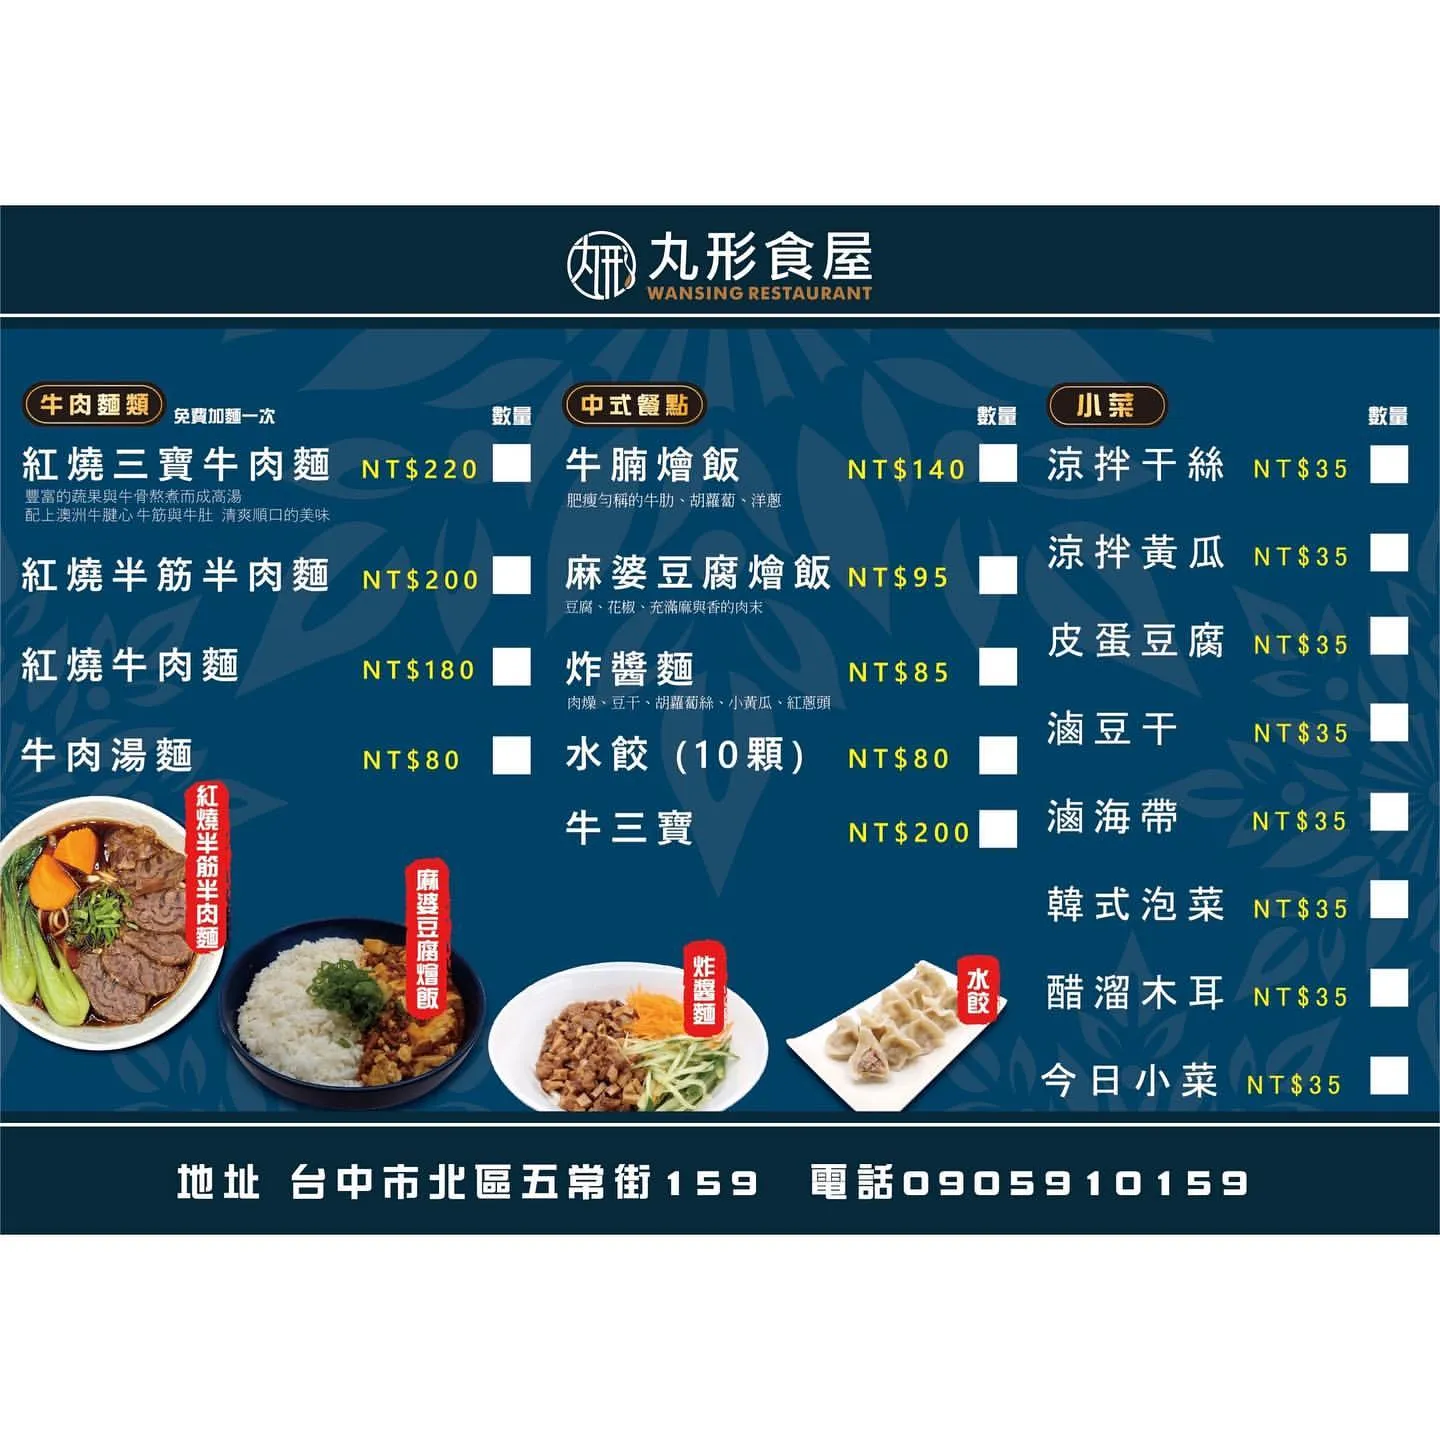 丸形食屋
WANSING RESTAURANT
牛肉麵類 免費加麵一次 數量
紅燒三寶牛肉麵 NT$220
豐富的蔬果與牛骨熬煮而成高湯
配上澳洲牛腱心 牛筋與牛肚 清爽順口的美味
紅燒半筋半肉麵 NT$200
紅燒牛肉麵 NT$180
牛肉湯麵 NT$80
中式餐點 數量
牛腩燴飯 NT$140
肥瘦勻稱的牛肋、胡蘿蔔、洋蔥
麻婆豆腐燴飯 NT$95
豆腐、花椒、充滿麻與香的肉末
炸醬麵 NT$85
肉燥、豆干、胡蘿蔔絲、小黃瓜、紅蔥頭
水餃 (10顆) NT$80
牛三寶 NT$200
小菜 數量
涼拌干絲 NT$35
涼拌黃瓜 NT$35
皮蛋豆腐 NT$35
滷豆干 NT$35
滷海帶 NT$35
韓式泡菜 NT$35
醋溜木耳 NT$35
今日小菜 NT$35
紅燒半筋半肉麵
麻婆豆腐燴飯
炸醬麵
水餃
地址 台中市北區五常街159 電話0905910159